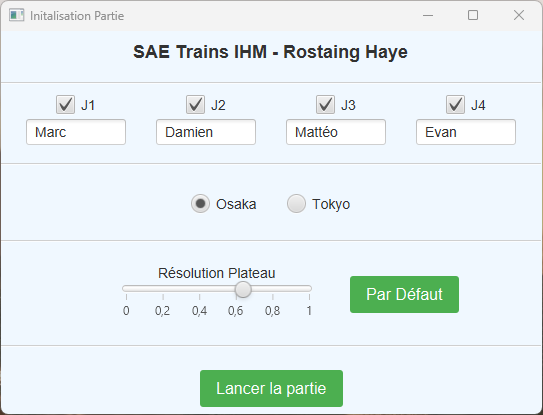 Initalisation Partie
SAE Trains IHM - Rostaing Haye
J1 J2 J3 J4
Marc Damien Mattéo Evan
Osaka Tokyo
Résolution Plateau
0 0,2 0,4 0,6 0,8 1
Par Défaut
Lancer la partie